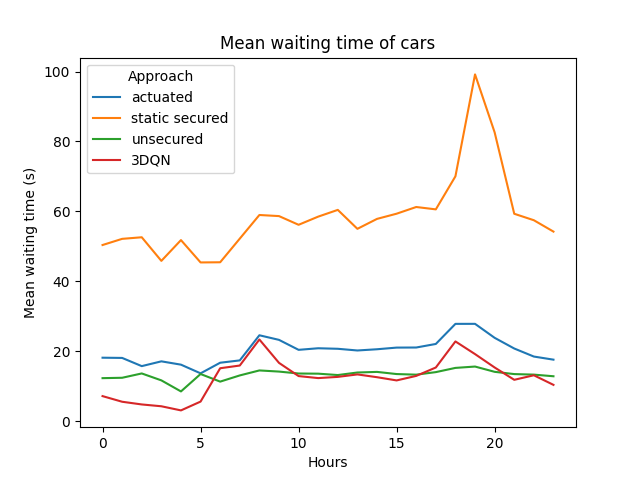 Mean waiting time of cars
Approach
actuated
static secured
unsecured
3DQN
Mean waiting time (s)
100
80
60
40
20
0
0 5 10 15 20
Hours